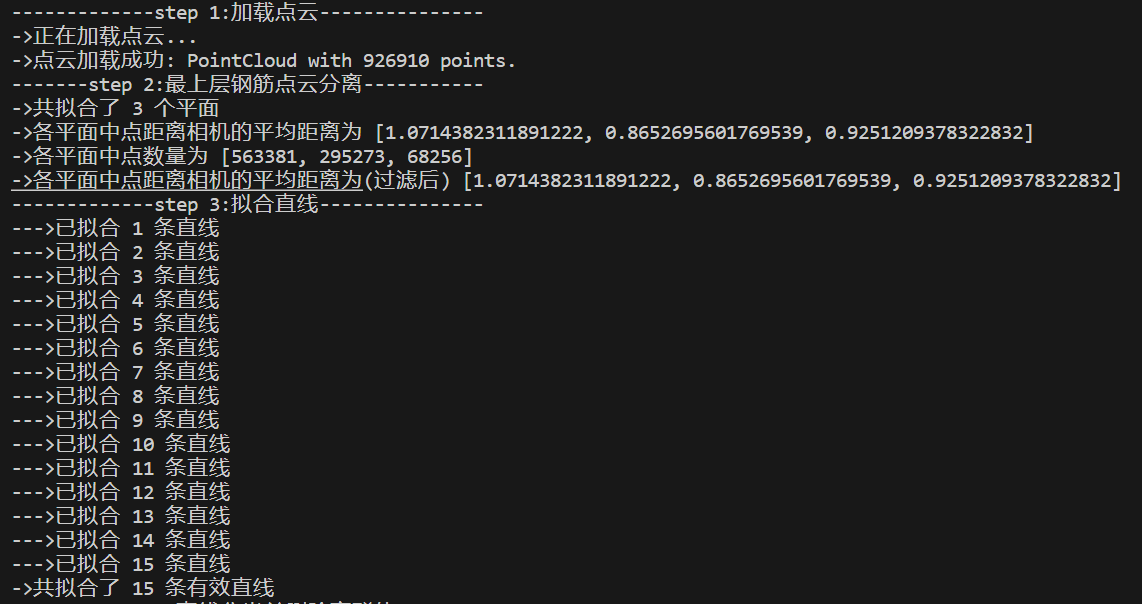 -------------step 1:加载点云---------------
->正在加载点云...
->点云加载成功: PointCloud with 926910 points.
-------step 2:最上层钢筋点云分离-----------
->共拟合了 3 个平面
->各平面中点距离相机的平均距离为 [1.0714382311891222, 0.8652695601769539, 0.9251209378322832]
->各平面中点数量为 [563381, 295273, 68256]
->各平面中点距离相机的平均距离为(过滤后) [1.0714382311891222, 0.8652695601769539, 0.9251209378322832]
-------------step 3:拟合直线---------------
--->已拟合 1 条直线
--->已拟合 2 条直线
--->已拟合 3 条直线
--->已拟合 4 条直线
--->已拟合 5 条直线
--->已拟合 6 条直线
--->已拟合 7 条直线
--->已拟合 8 条直线
--->已拟合 9 条直线
--->已拟合 10 条直线
--->已拟合 11 条直线
--->已拟合 12 条直线
--->已拟合 13 条直线
--->已拟合 14 条直线
--->已拟合 15 条直线
->共拟合了 15 条有效直线